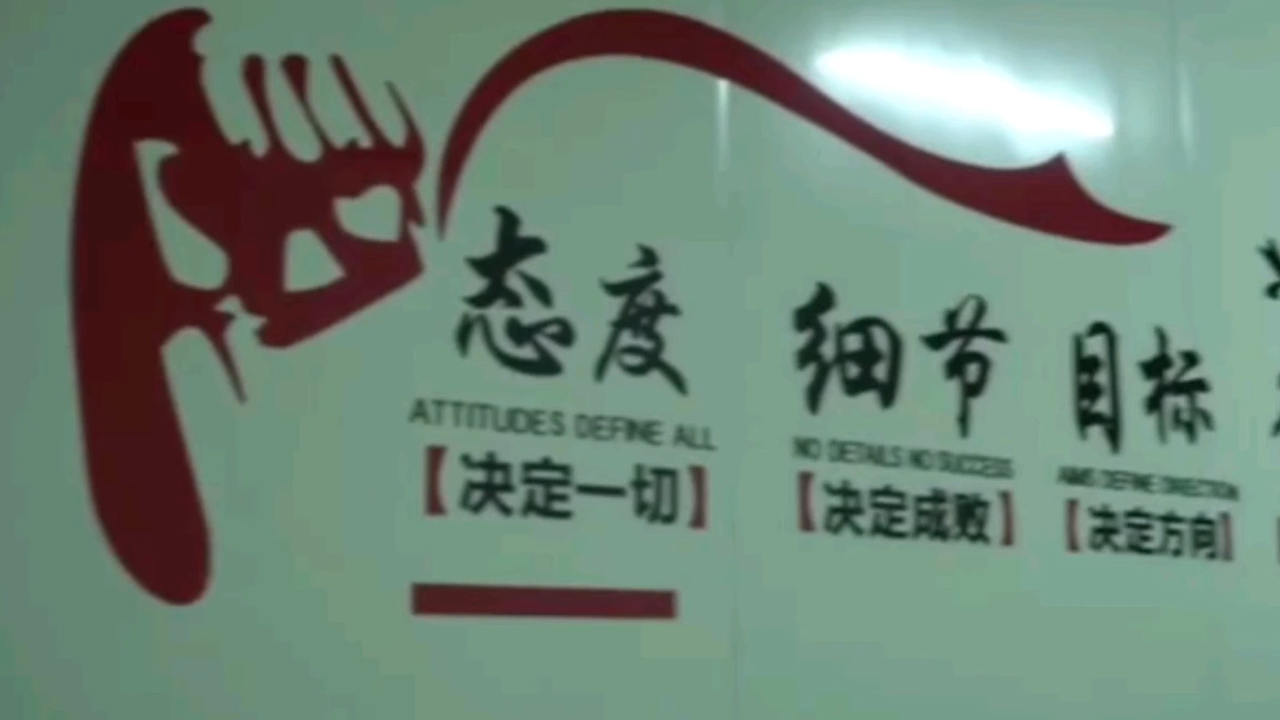 态度
ATTITUDES DEFINE ALL
【决定一切】
细节
NO DETAILS NO SUCCESS
【决定成败】
目标
AIMS DEFINE DIRECTION
【决定方向】